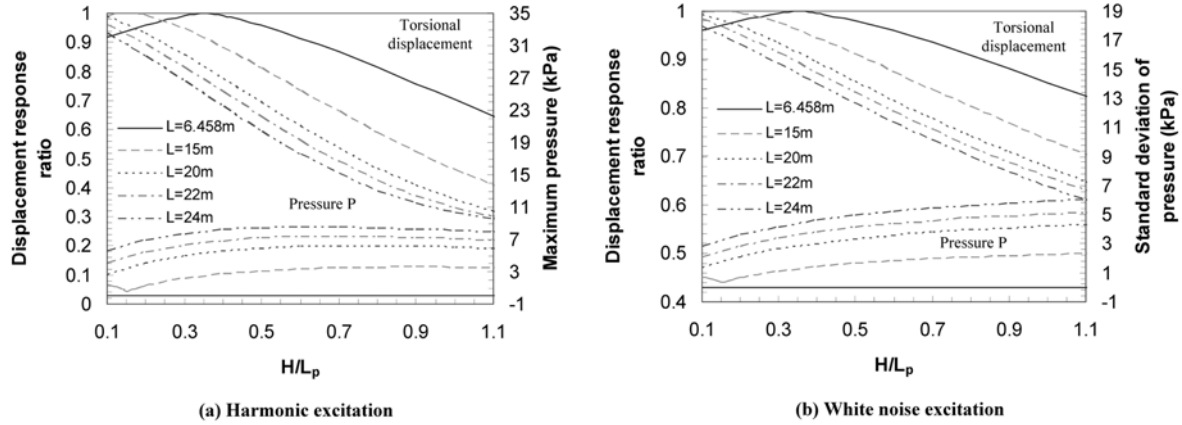 1
0.9
0.8
0.7
0.6
0.5
0.4
0.3
0.2
0.1
0
Displacement response
ratio
Torsional
displacement
L=6.458m
L=15m
L=20m
L=22m
L=24m
Pressure P
35
31
27
23
19
15
11
7
3
-1
Maximum pressure (kPa)
0.1
0.3
0.5
0.7
0.9
1.1
H/Lp
(a) Harmonic excitation
1
0.9
0.8
0.7
0.6
0.5
0.4
Displacement response
ratio
Torsional
displacement
L=6.458m
L=15m
L=20m
L=22m
L=24m
Pressure P
19
17
15
13
11
9
7
5
3
1
-1
Standard deviation of
pressure (kPa)
0.1
0.3
0.5
0.7
0.9
1.1
H/Lp
(b) White noise excitation